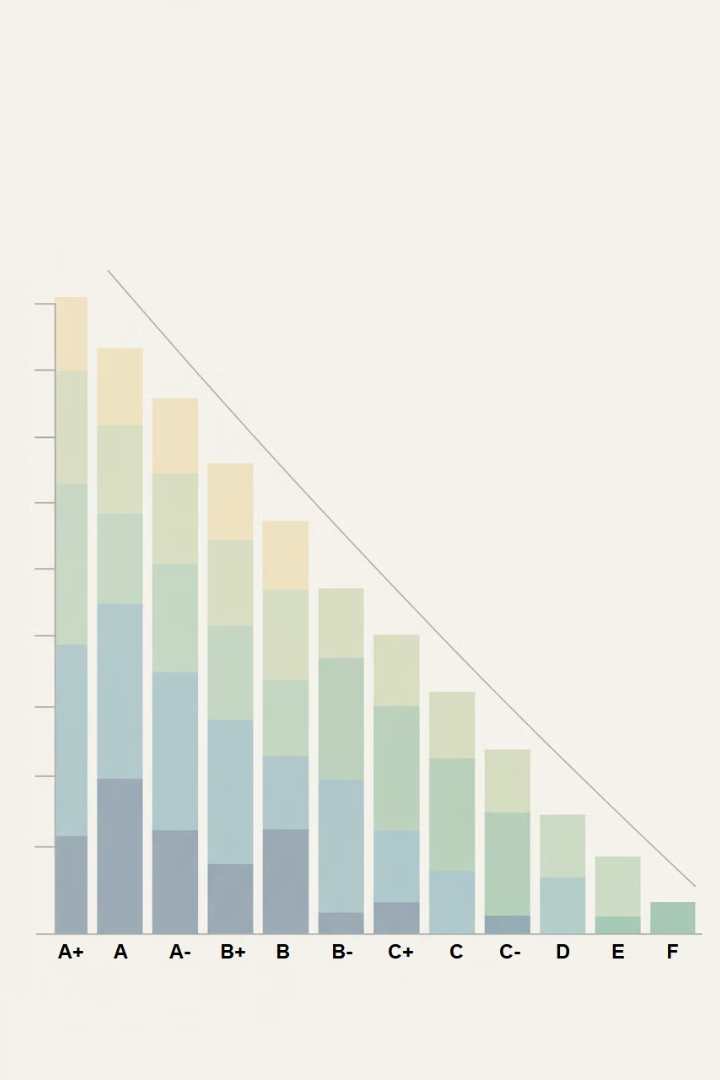 A+ A A- B+ B B- C+ C C- D E F